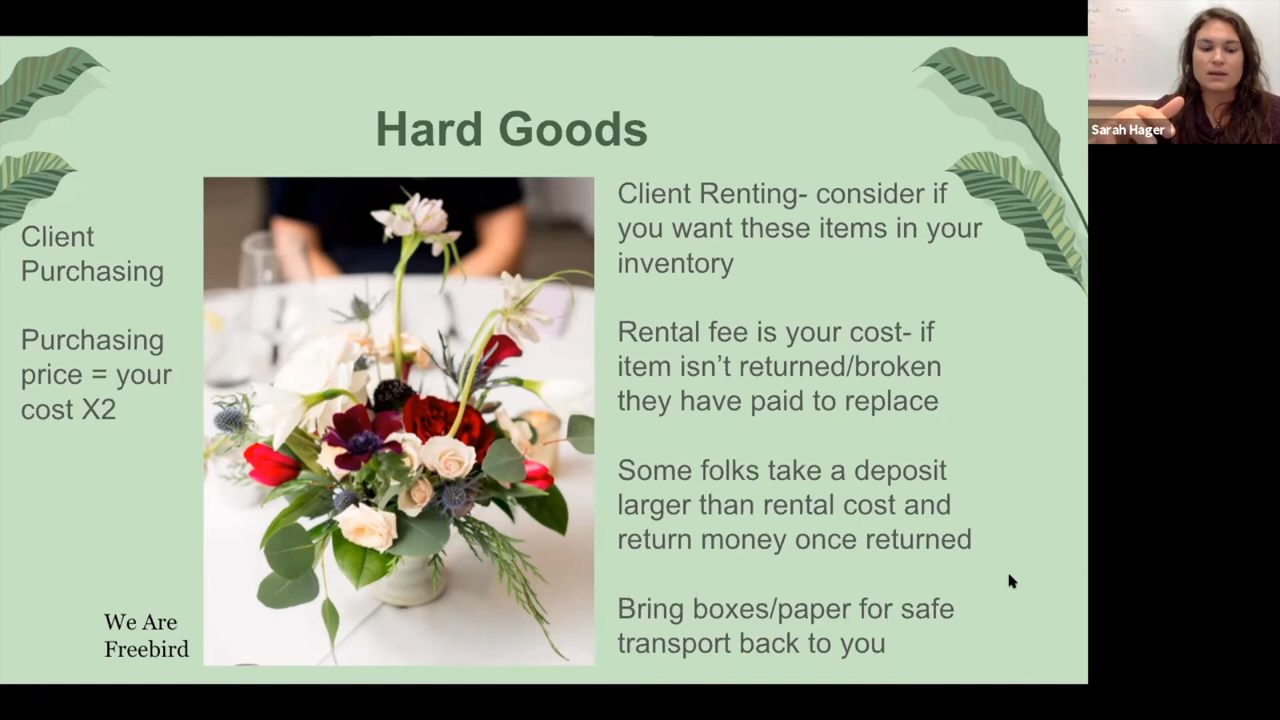 Hard Goods
Client
Purchasing
Purchasing
price = your
cost X2
We Are
Freebird
Client Renting- consider if
you want these items in your
inventory
Rental fee is your cost- if
item isn’t returned/broken
they have paid to replace
Some folks take a deposit
larger than rental cost and
return money once returned
Bring boxes/paper for safe
transport back to you
Sarah Hager